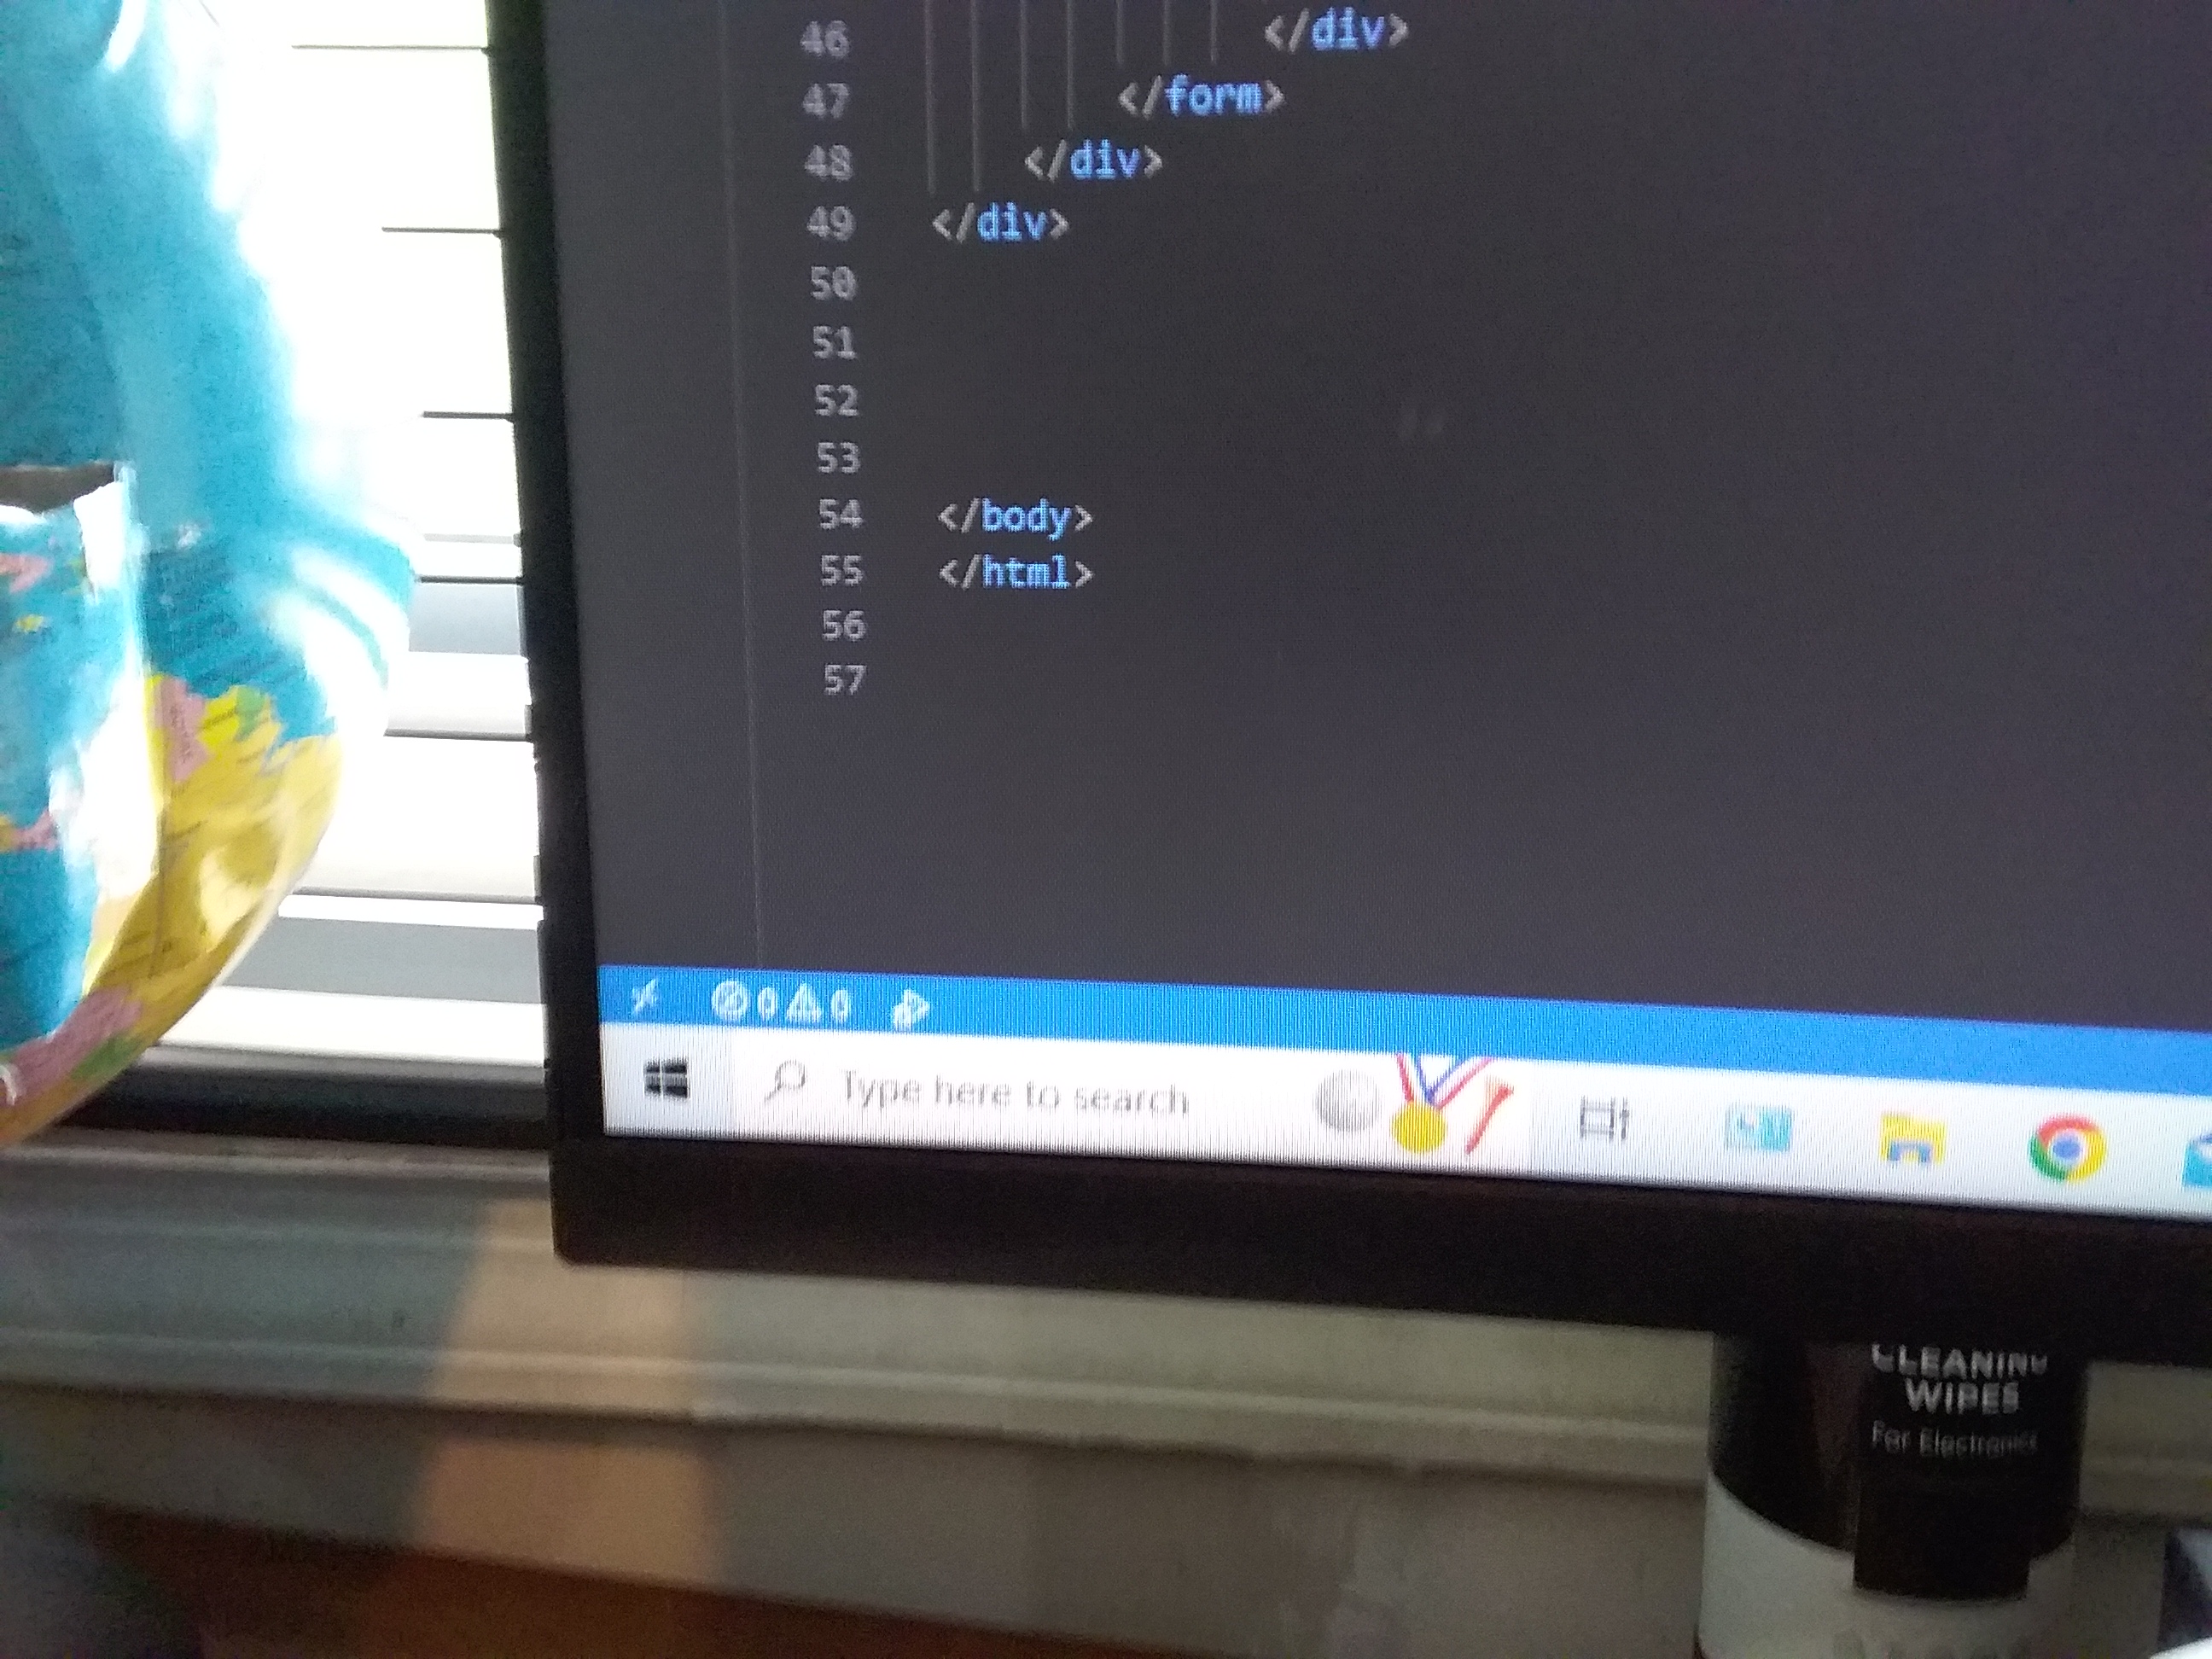 46 </div>
47 </form>
48 </div>
49 </div>
50
51
52
53
54 </body>
55 </html>
56
57
0 0
Type here to search
CLEANING
WIPES
For Electronics